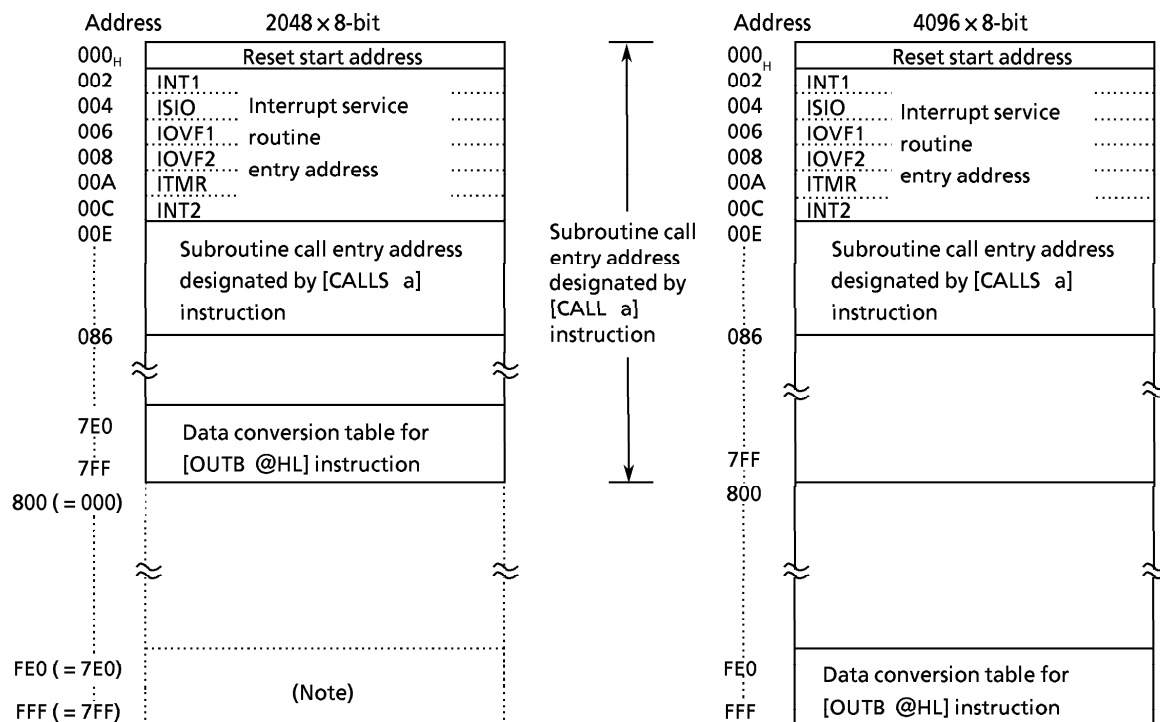 Address 2048 × 8-bit
000H Reset start address
002 INT1
004 ISIO Interrupt service
006 IOVF1 routine
008 IOVF2 entry address
00A ITMR
00C INT2
00E
Subroutine call entry address
designated by [CALLS a]
instruction
086
7E0
Data conversion table for
[OUTB @HL] instruction
7FF
800 ( = 000)
FE0 ( = 7E0)
(Note)
FFF ( = 7FF)
Subroutine call
entry address
designated by
[CALL a]
instruction
Address 4096 × 8-bit
000H Reset start address
002 INT1
004 ISIO Interrupt service
006 IOVF1 routine
008 IOVF2
00A ITMR entry address
00C INT2
00E
Subroutine call entry address
designated by [CALLS a]
instruction
086
7FF
800
FE0 Data conversion table for
FFF [OUTB @HL] instruction